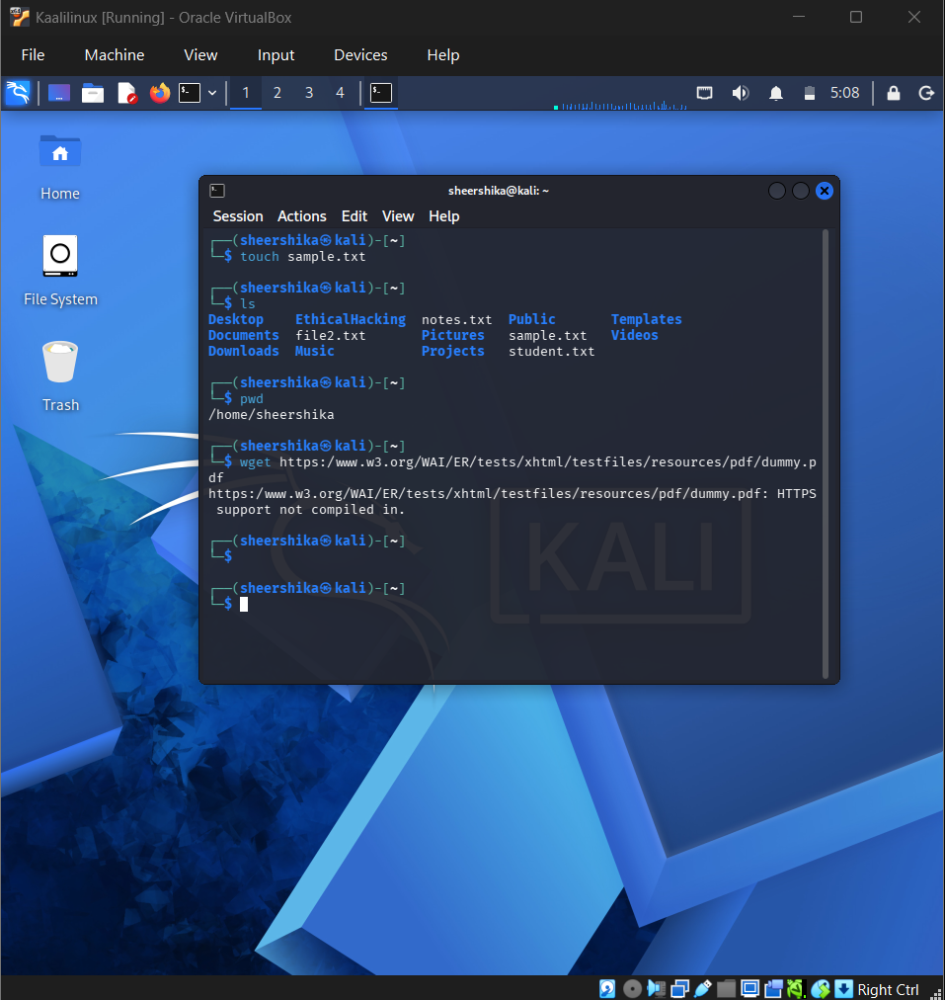 Kaalilinux [Running] - Oracle VirtualBox
File Machine View Input Devices Help
1 2 3 4 5:08
Home
File System
Trash
sheershika@kali: ~
Session Actions Edit View Help
┌──(sheershika㉿kali)-[~]
└─$ touch sample.txt
┌──(sheershika㉿kali)-[~]
└─$ ls
Desktop EthicalHacking notes.txt Public Templates
Documents file2.txt Pictures sample.txt Videos
Downloads Music Projects student.txt
┌──(sheershika㉿kali)-[~]
└─$ pwd
/home/sheershika
┌──(sheershika㉿kali)-[~]
└─$ wget https:/www.w3.org/WAI/ER/tests/xhtml/testfiles/resources/pdf/dummy.p
df
https:/www.w3.org/WAI/ER/tests/xhtml/testfiles/resources/pdf/dummy.pdf: HTTPS
support not compiled in.
┌──(sheershika㉿kali)-[~]
└─$
┌──(sheershika㉿kali)-[~]
└─$
KALI
Right Ctrl